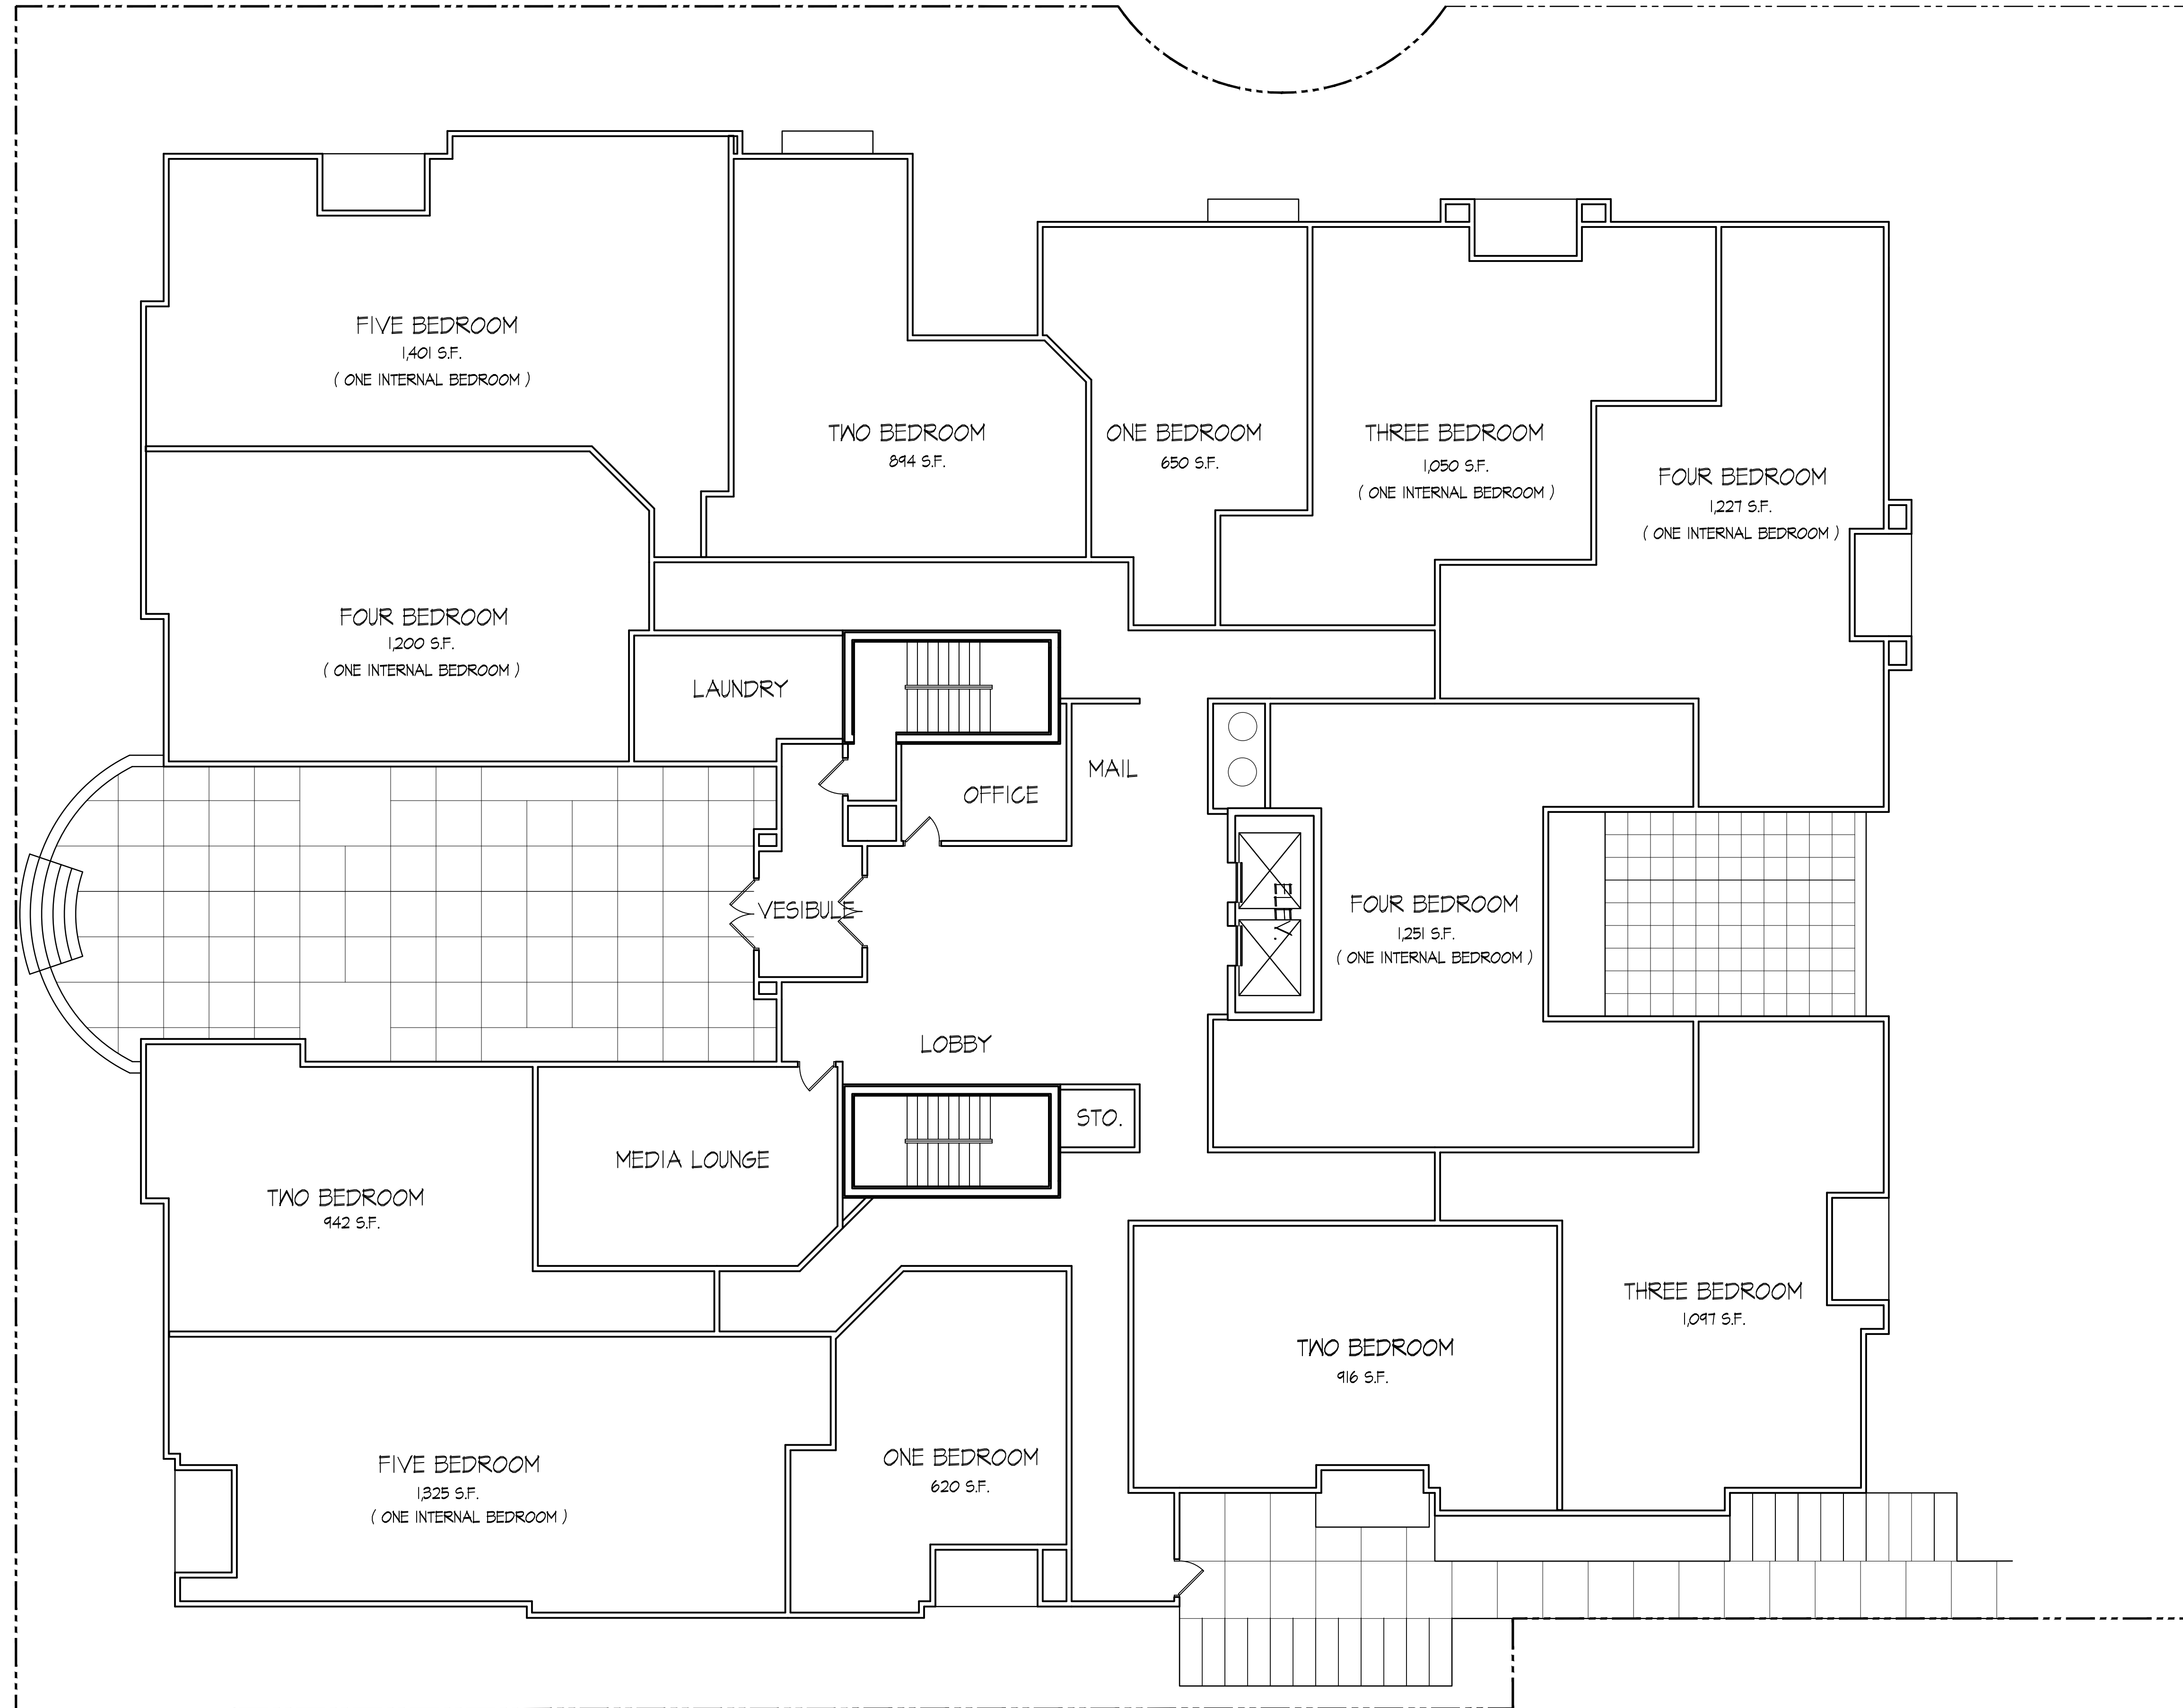 FIVE BEDROOM
1,401 S.F.
( ONE INTERNAL BEDROOM )
TWO BEDROOM
894 S.F.
ONE BEDROOM
650 S.F.
THREE BEDROOM
1,050 S.F.
( ONE INTERNAL BEDROOM )
FOUR BEDROOM
1,227 S.F.
( ONE INTERNAL BEDROOM )
FOUR BEDROOM
1,200 S.F.
( ONE INTERNAL BEDROOM )
LAUNDRY
OFFICE
MAIL
VESIBULE
ELEV.
FOUR BEDROOM
1,251 S.F.
( ONE INTERNAL BEDROOM )
LOBBY
STO.
MEDIA LOUNGE
TWO BEDROOM
942 S.F.
THREE BEDROOM
1,097 S.F.
TWO BEDROOM
916 S.F.
FIVE BEDROOM
1,325 S.F.
( ONE INTERNAL BEDROOM )
ONE BEDROOM
620 S.F.